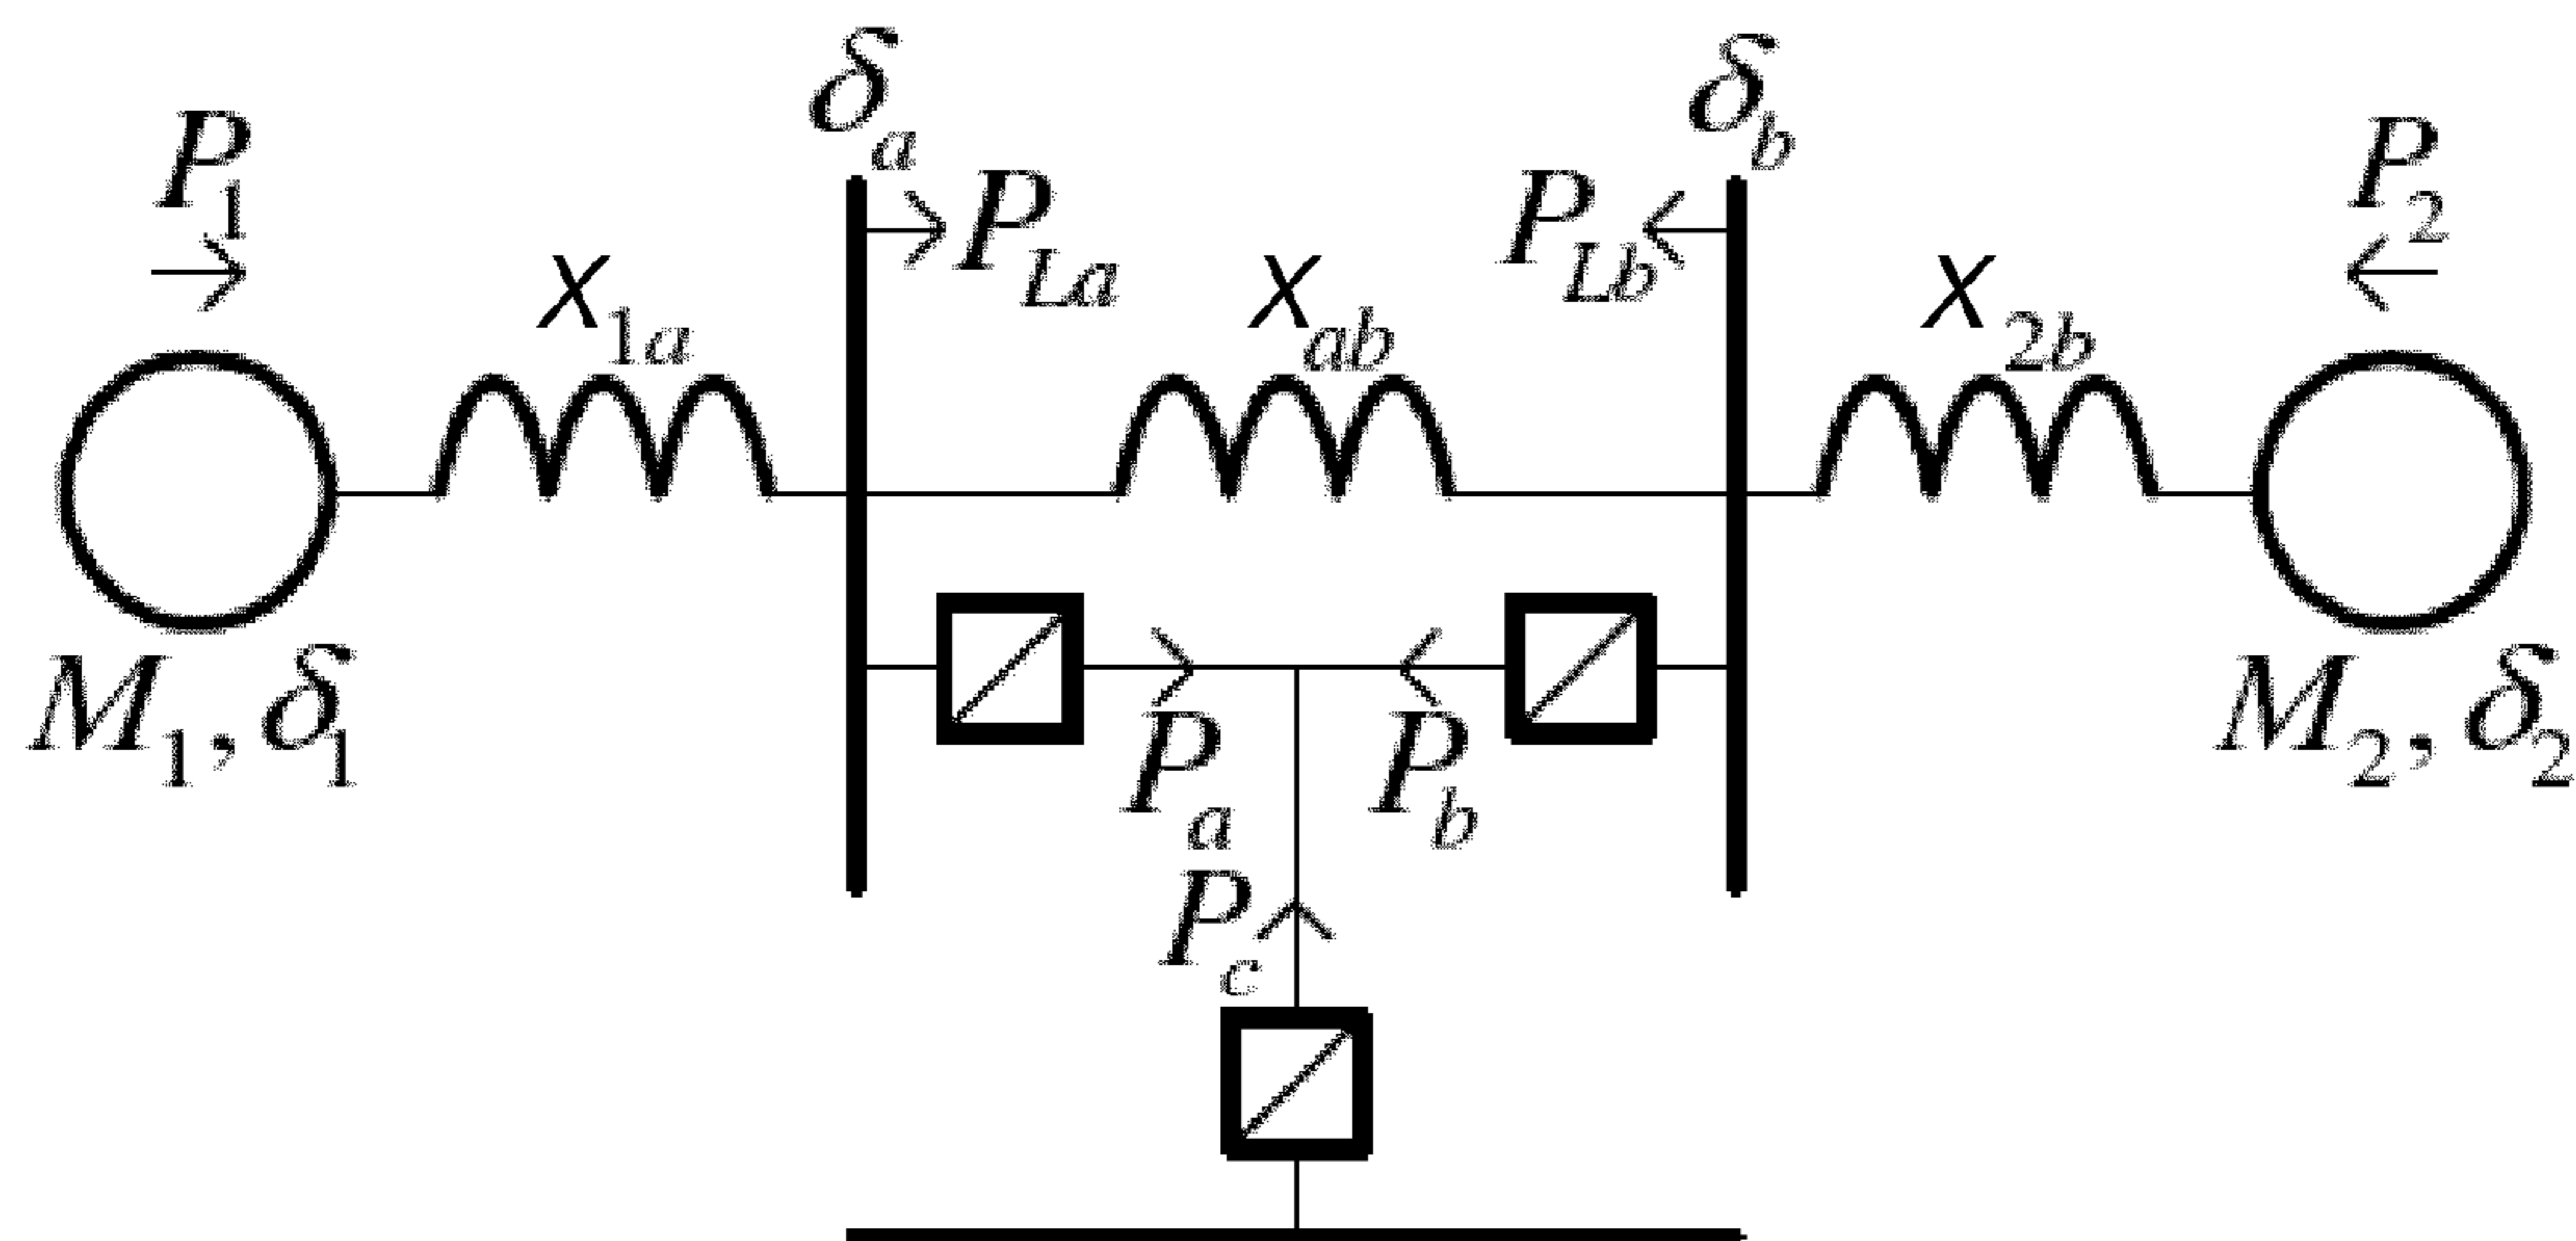 δa δb
P1 PLa PLb P2
x1a xab x2b
M1, δ1 M2, δ2
Pa Pb
Pc